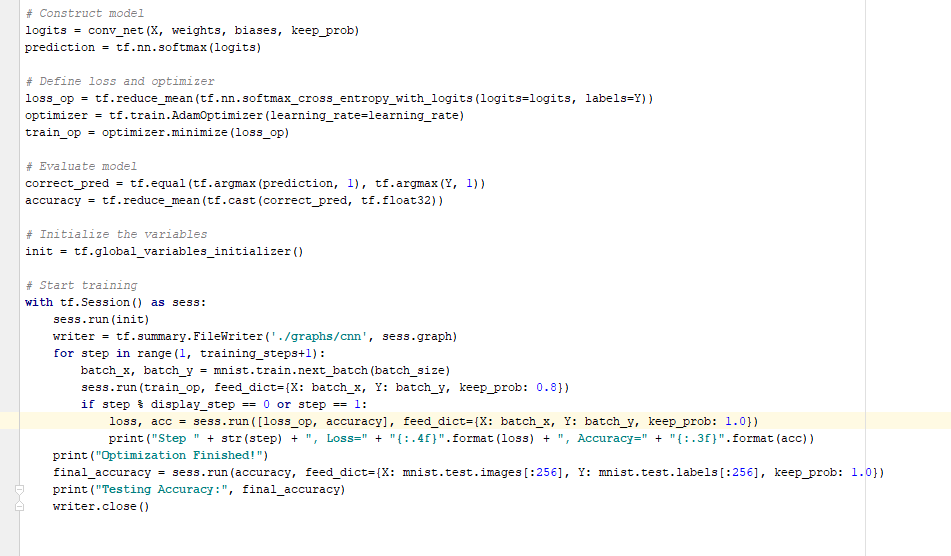 # Construct model
logits = conv_net(X, weights, biases, keep_prob)
prediction = tf.nn.softmax(logits)

# Define loss and optimizer
loss_op = tf.reduce_mean(tf.nn.softmax_cross_entropy_with_logits(logits=logits, labels=Y))
optimizer = tf.train.AdamOptimizer(learning_rate=learning_rate)
train_op = optimizer.minimize(loss_op)

# Evaluate model
correct_pred = tf.equal(tf.argmax(prediction, 1), tf.argmax(Y, 1))
accuracy = tf.reduce_mean(tf.cast(correct_pred, tf.float32))

# Initialize the variables
init = tf.global_variables_initializer()

# Start training
with tf.Session() as sess:
    sess.run(init)
    writer = tf.summary.FileWriter('./graphs/cnn', sess.graph)
    for step in range(1, training_steps+1):
        batch_x, batch_y = mnist.train.next_batch(batch_size)
        sess.run(train_op, feed_dict={X: batch_x, Y: batch_y, keep_prob: 0.8})
        if step % display_step == 0 or step == 1:
            loss, acc = sess.run([loss_op, accuracy], feed_dict={X: batch_x, Y: batch_y, keep_prob: 1.0})
            print("Step " + str(step) + ", Loss=" + "{:.4f}".format(loss) + ", Accuracy=" + "{:.3f}".format(acc))
    print("Optimization Finished!")
    final_accuracy = sess.run(accuracy, feed_dict={X: mnist.test.images[:256], Y: mnist.test.labels[:256], keep_prob: 1.0})
    print("Testing Accuracy:", final_accuracy)
    writer.close()